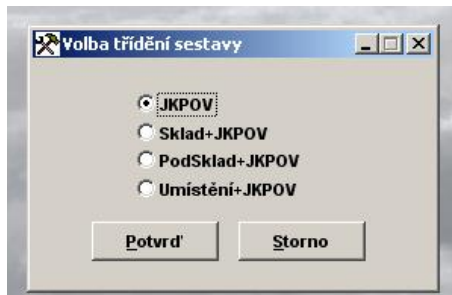 Volba třídění sestavy
JKPOV
Sklad+JKPOV
PodSklad+JKPOV
Umístění+JKPOV
Potvrď Storno